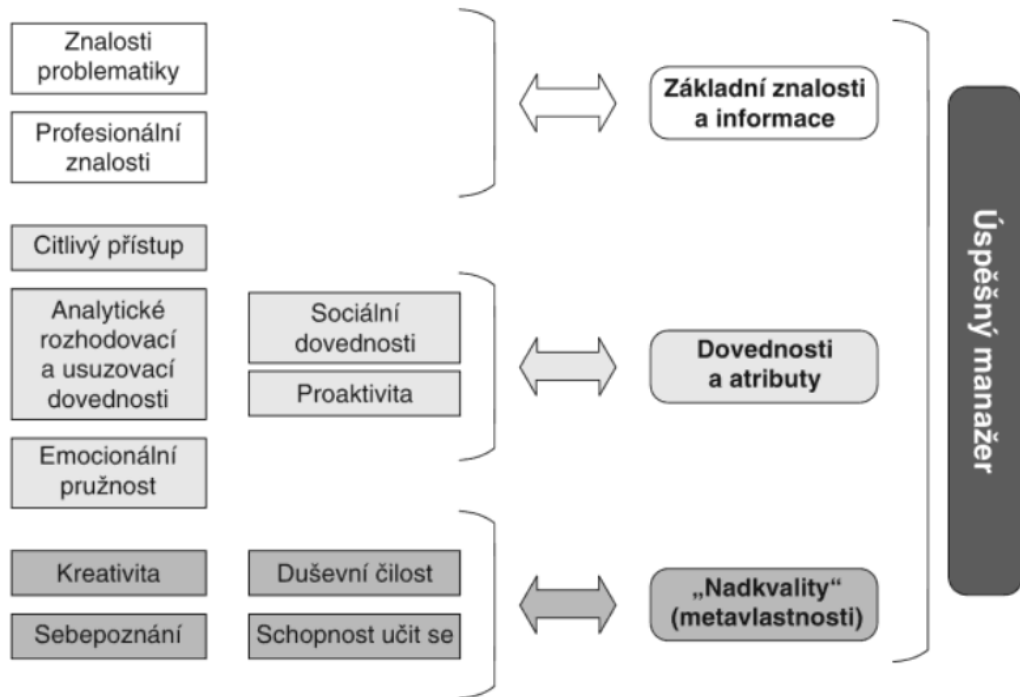 Znalosti
problematiky
Profesionální
znalosti
Základní znalosti
a informace
Citlivý přístup
Analytické
rozhodovací
a usuzovací
dovednosti
Sociální
dovednosti
Proaktivita
Emocionální
pružnost
Dovednosti
a atributy
Kreativita
Duševní čilost
Sebepoznání
Schopnost učit se
„Nadkvality“
(metavlastnosti)
Úspěšný manažer